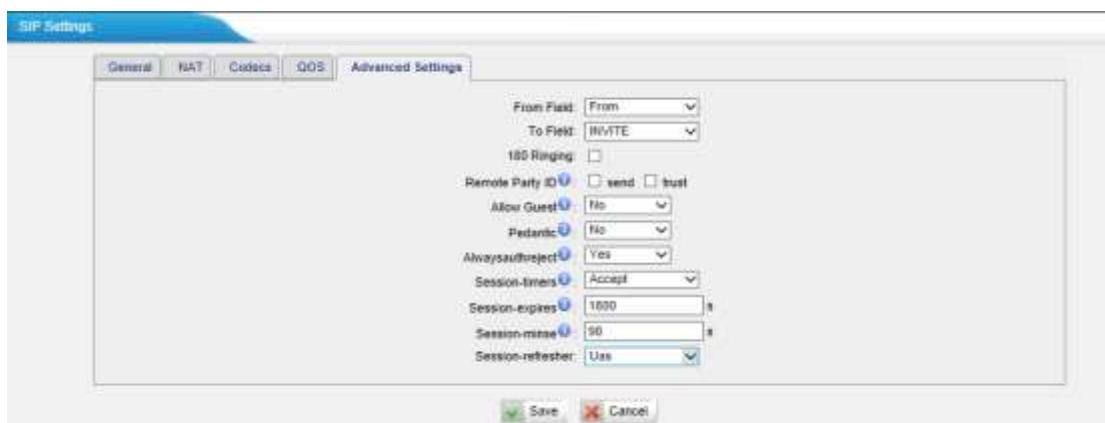 SIP Settings
General NAT Codecs QOS Advanced Settings
From Field: From
To Field: INVITE
180 Ringing:
Remote Party ID : send trust
Allow Guest : No
Pedantic : No
Alwaysauthreject : Yes
Session-timers : Accept
Session-expires : 1800 s
Session-minse : 90 s
Session-refresher: Uas
Save Cancel